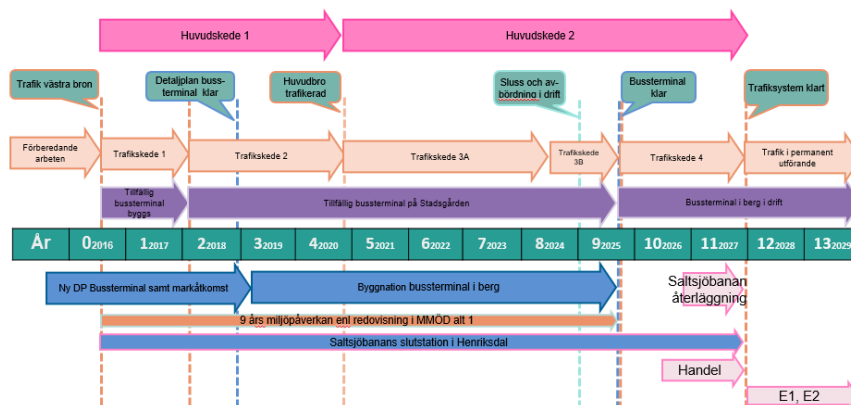 Huvudskede 1
Huvudskede 2
Trafik västra bron
Detaljplan buss-
terminal klar
Huvudbro
trafikerad
Sluss och av-
bördning i drift
Bussterminal
klar
Trafiksystem klart
Förberedande
arbeten
Trafikskede 1
Trafikskede 2
Trafikskede 3A
Trafikskede
3B
Trafikskede 4
Trafik i permanent
utförande
Tillfällig
bussterminal
byggs
Tillfällig bussterminal på Stadsgården
Bussterminal i berg i drift
År 0 2016 1 2017 2 2018 3 2019 4 2020 5 2021 6 2022 7 2023 8 2024 9 2025 10 2026 11 2027 12 2028 13 2029
Ny DP Bussterminal samt markåtkomst
Byggnation bussterminal i berg
Saltsjöbanan
återläggning
9 års miljöpåverkan enl redovisning i MMÖD alt 1
Saltsjöbanans slutstation i Henriksdal
Handel
E1, E2